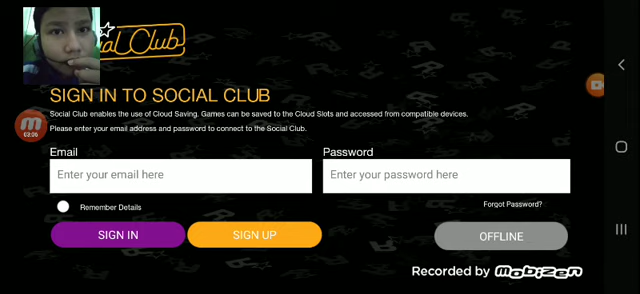 al Club
SIGN IN TO SOCIAL CLUB
Social Club enables the use of Cloud Saving. Games can be saved to the Cloud Slots and accessed from compatible devices.
Please enter your email address and password to connect to the Social Club.
Email
Password
Enter your email here
Enter your password here
Remember Details
Forgot Password?
SIGN IN
SIGN UP
OFFLINE
Recorded by mobizen